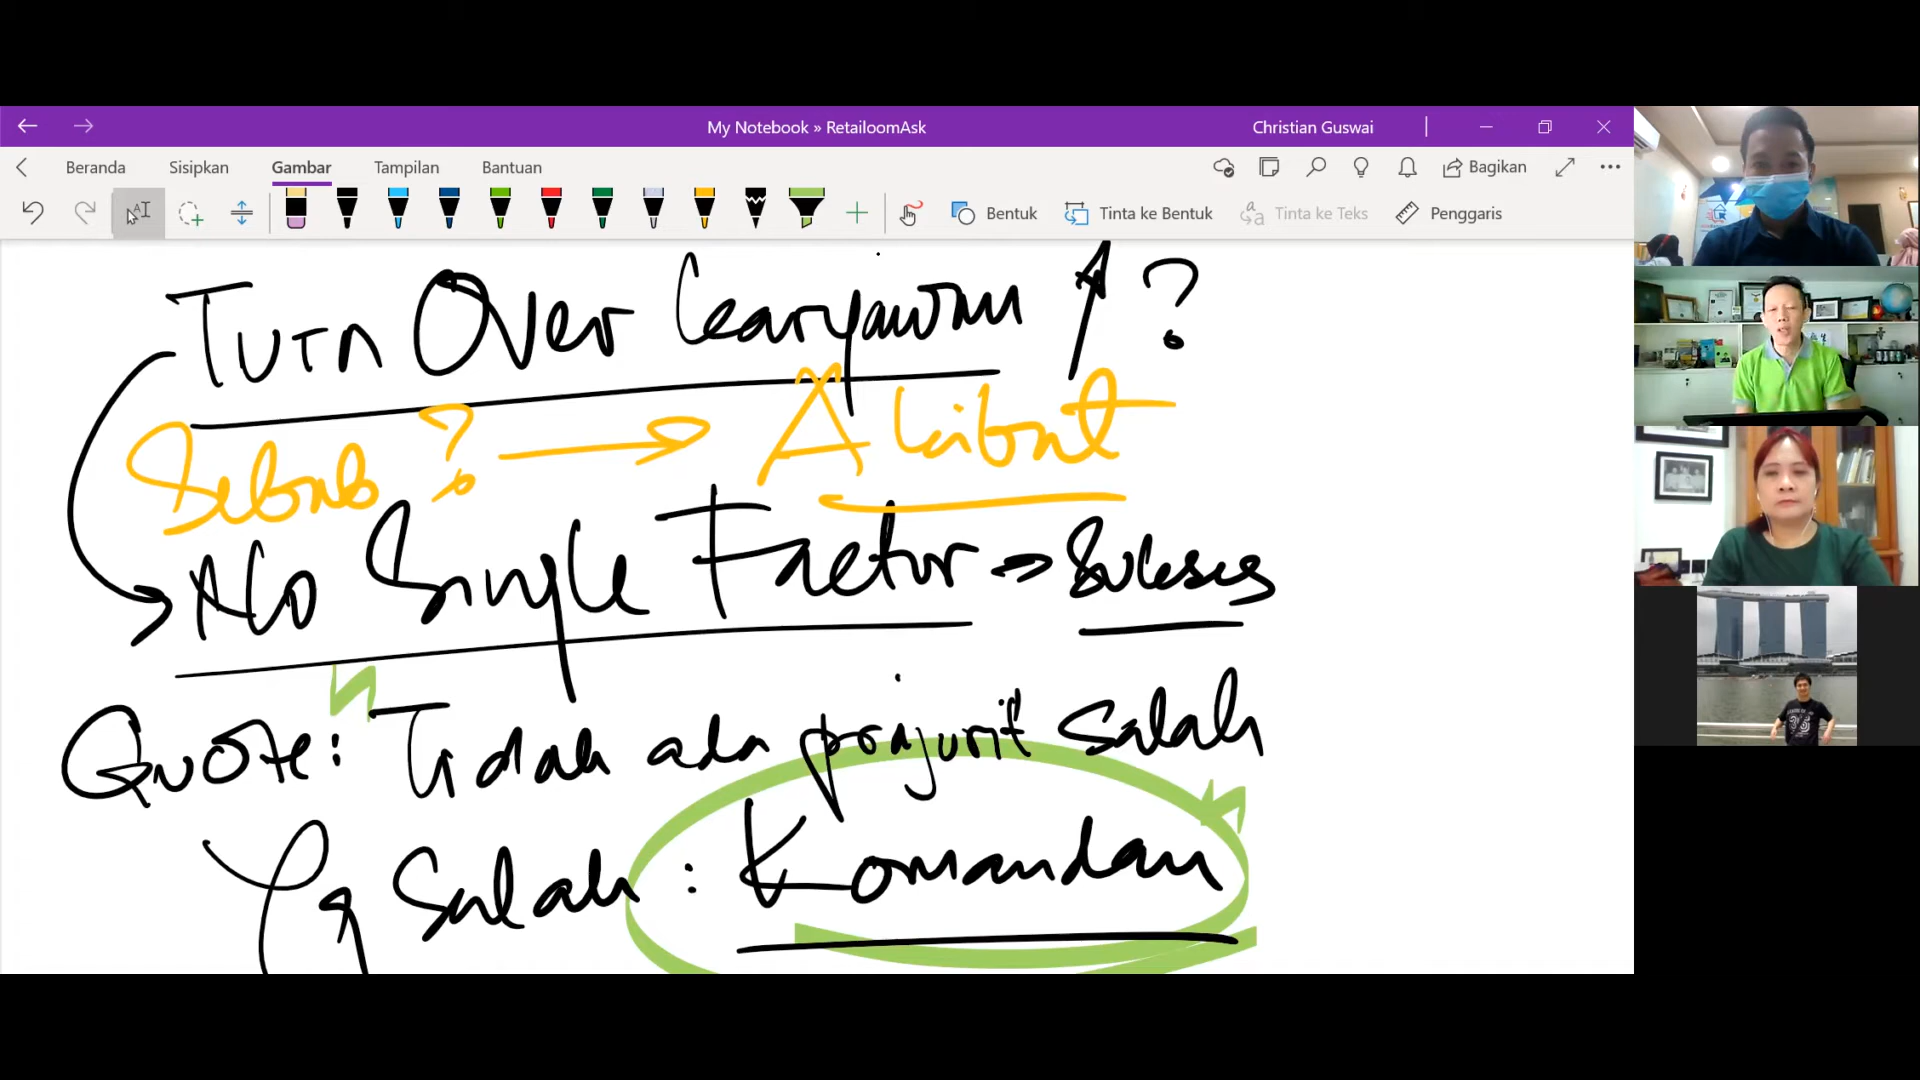 My Notebook » RetailoomAsk
Christian Guswai
Beranda Sisipkan Gambar Tampilan Bantuan Bagikan
Bentuk Tinta ke Bentuk Tinta ke Teks Penggaris
Turn Over Karyawan ?
Sebab ? → Akibat
No Single Factor → Sukses
Quote: Tidak ada prajurit salah
Yg Salah : Komandan